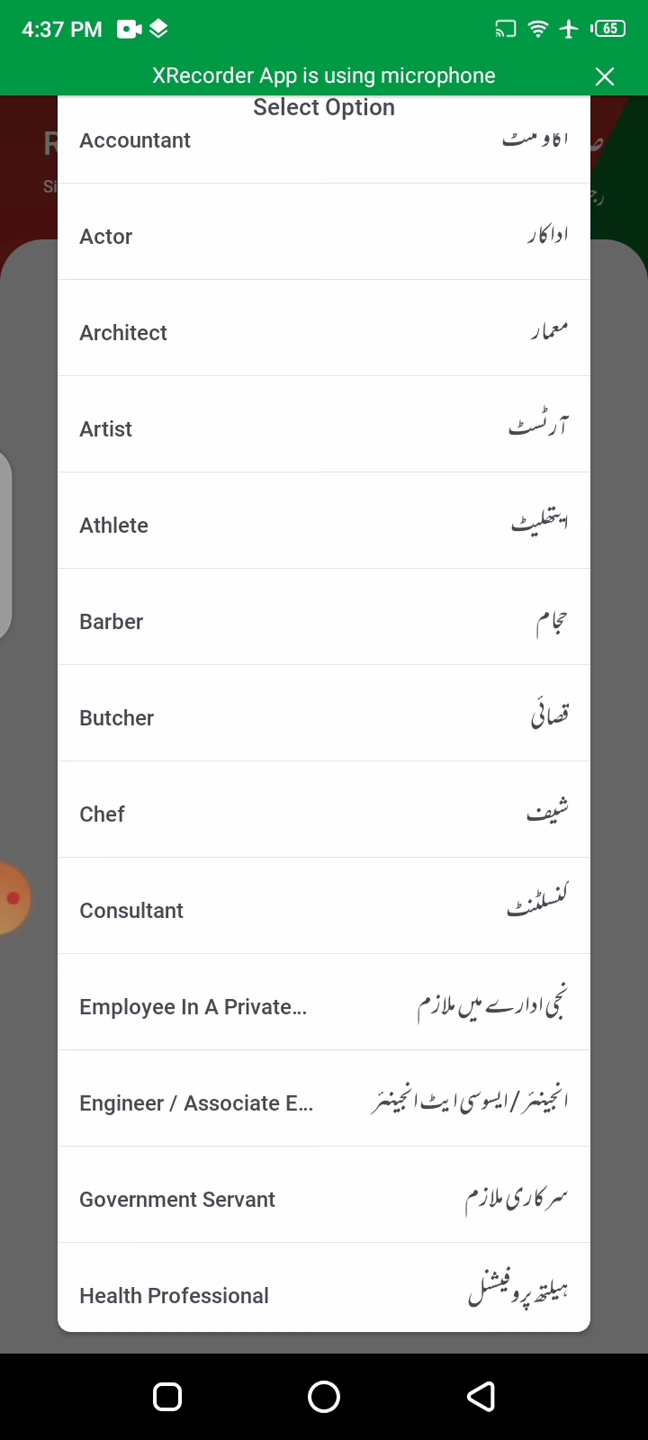 4:37 PM 65
XRecorder App is using microphone
Select Option
R
Si
Accountant اکاونٹنٹ
Actor اداکار
Architect معمار
Artist آرٹسٹ
Athlete ایتھلیٹ
Barber حجام
Butcher قصائی
Chef شیف
Consultant کنسلٹنٹ
Employee In A Private... نجی ادارے میں ملازم
Engineer / Associate E... انجینئر / ایسوسی ایٹ انجینئر
Government Servant سرکاری ملازم
Health Professional ہیلتھ پروفیشنل